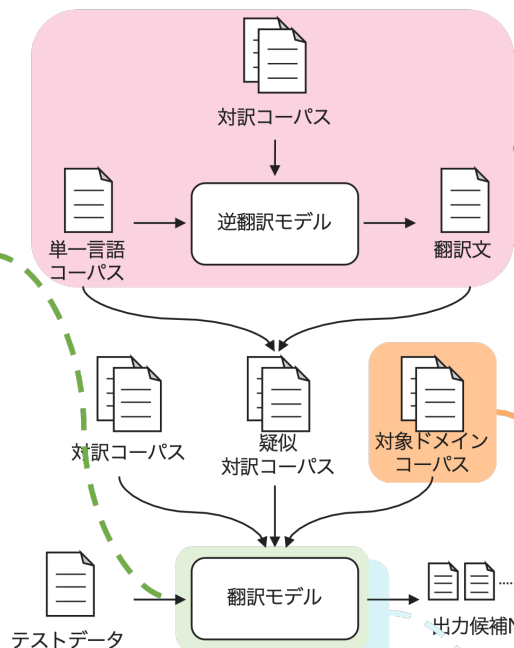 対訳コーパス
逆翻訳モデル
単一言語
コーパス
翻訳文
対訳コーパス
疑似
対訳コーパス
対象ドメイン
コーパス
翻訳モデル
テストデータ
出力候補N